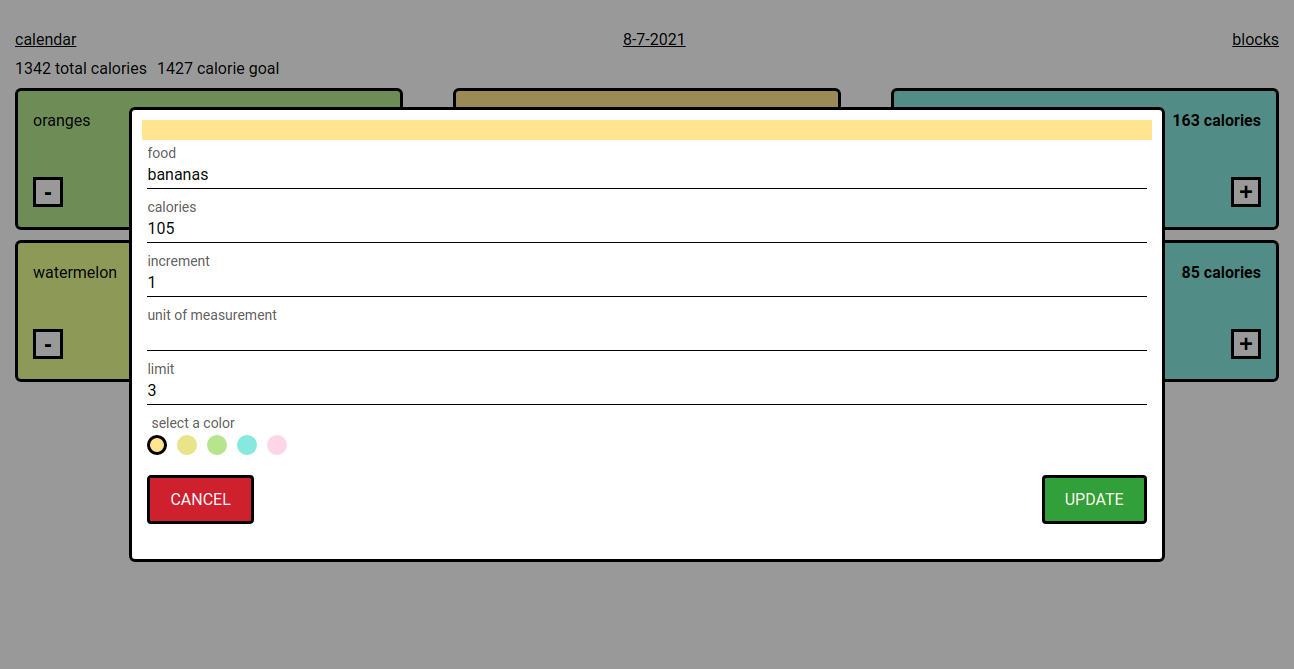 calendar 8-7-2021 blocks
1342 total calories 1427 calorie goal
oranges 163 calories
- +
watermelon 85 calories
- +
food
bananas
calories
105
increment
1
unit of measurement
limit
3
select a color
CANCEL UPDATE